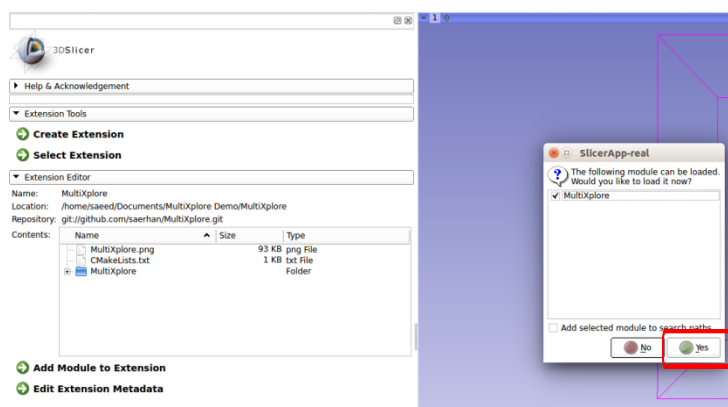 1
3DSlicer
Help & Acknowledgement
Extension Tools
Create Extension
Select Extension
Extension Editor
Name: MultiXplore
Location: /home/saeed/Documents/MultiXplore Demo/MultiXplore
Repository: git://github.com/saerhan/MultiXplore.git
Contents:
Name Size Type
MultiXplore.png 93 KB png File
CMakeLists.txt 1 KB txt File
MultiXplore Folder
Add Module to Extension
Edit Extension Metadata
SlicerApp-real
The following module can be loaded.
Would you like to load it now?
MultiXplore
Add selected module to search paths
No Yes